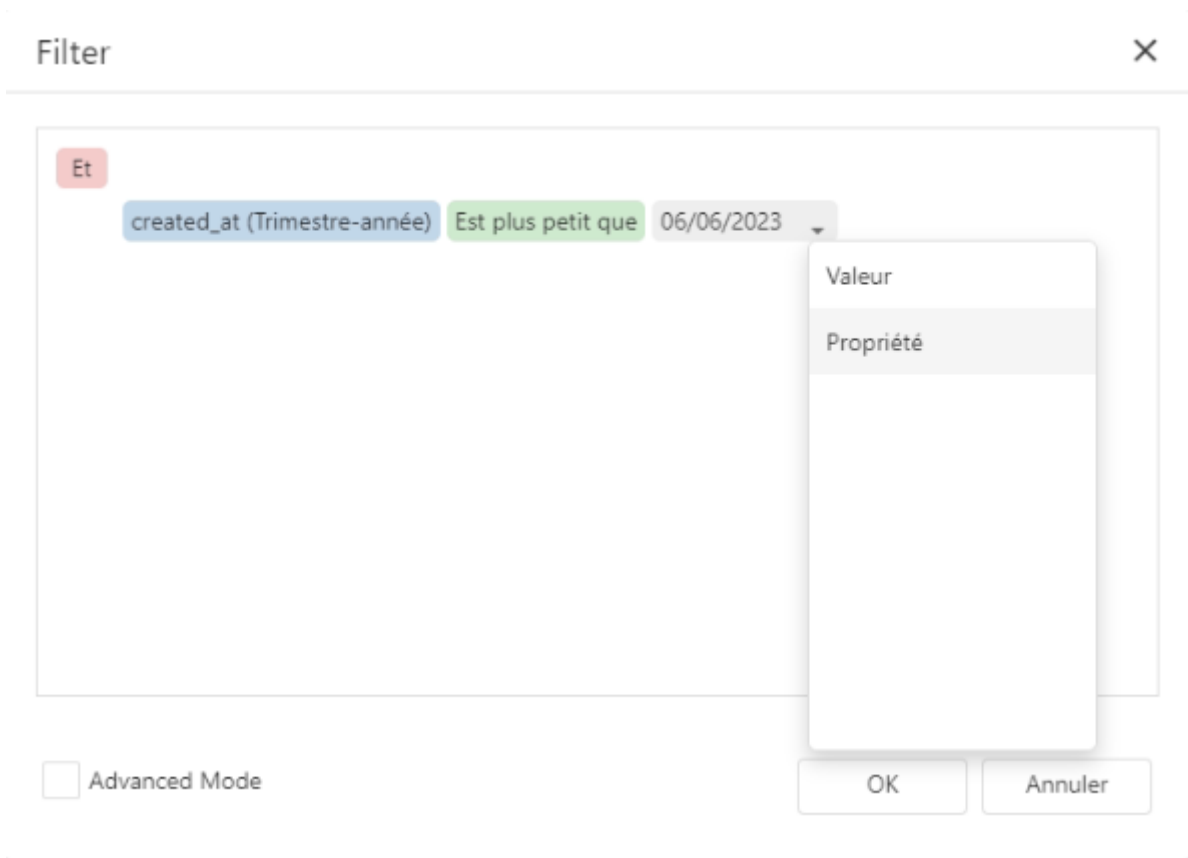 Filter
Et
created_at (Trimestre-année) Est plus petit que 06/06/2023
Valeur
Propriété
Advanced Mode
OK
Annuler